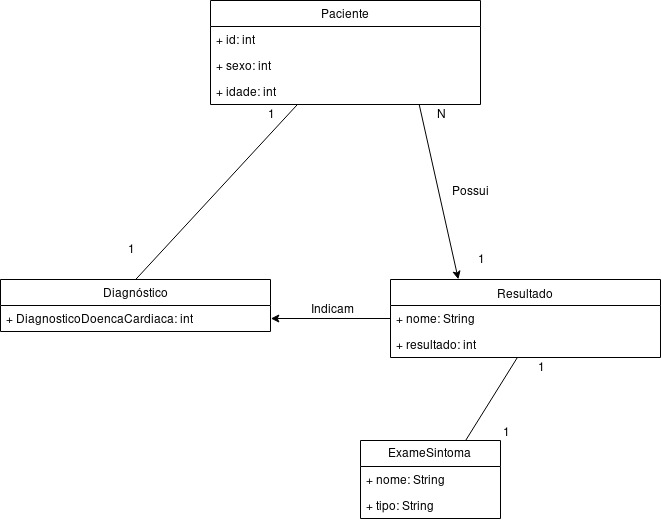 Paciente
+ id: int
+ sexo: int
+ idade: int
1
N
Possui
1
1
Diagnóstico
+ DiagnosticoDoencaCardiaca: int
Indicam
Resultado
+ nome: String
+ resultado: int
1
1
ExameSintoma
+ nome: String
+ tipo: String